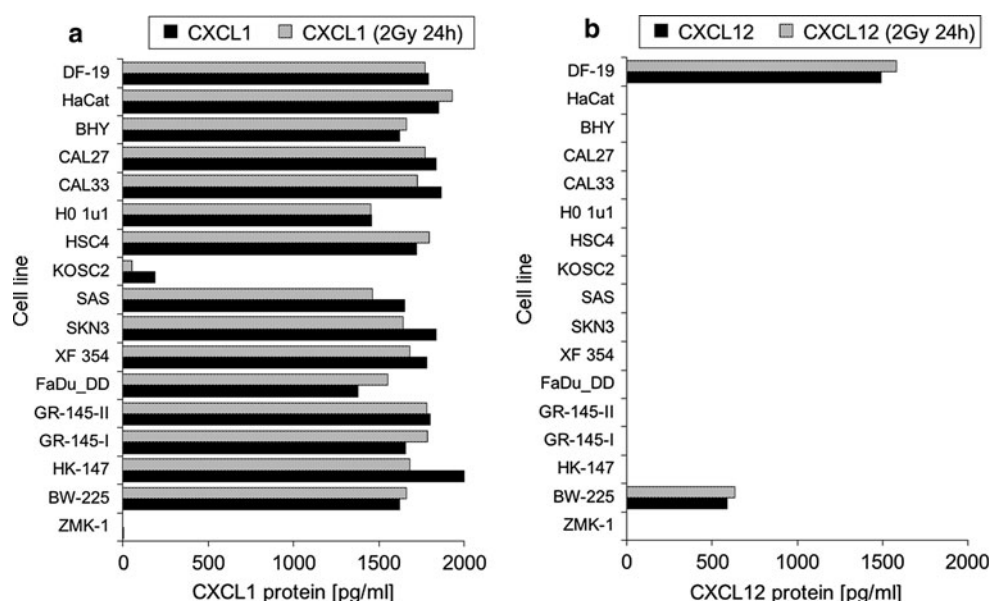 a
CXCL1 CXCL1 (2Gy 24h)
Cell line
DF-19
HaCat
BHY
CAL27
CAL33
H0 1u1
HSC4
KOSC2
SAS
SKN3
XF 354
FaDu_DD
GR-145-II
GR-145-I
HK-147
BW-225
ZMK-1
0 500 1000 1500 2000
CXCL1 protein [pg/ml]
b
CXCL12 CXCL12 (2Gy 24h)
Cell line
DF-19
HaCat
BHY
CAL27
CAL33
H0 1u1
HSC4
KOSC2
SAS
SKN3
XF 354
FaDu_DD
GR-145-II
GR-145-I
HK-147
BW-225
ZMK-1
0 500 1000 1500 2000
CXCL12 protein [pg/ml]